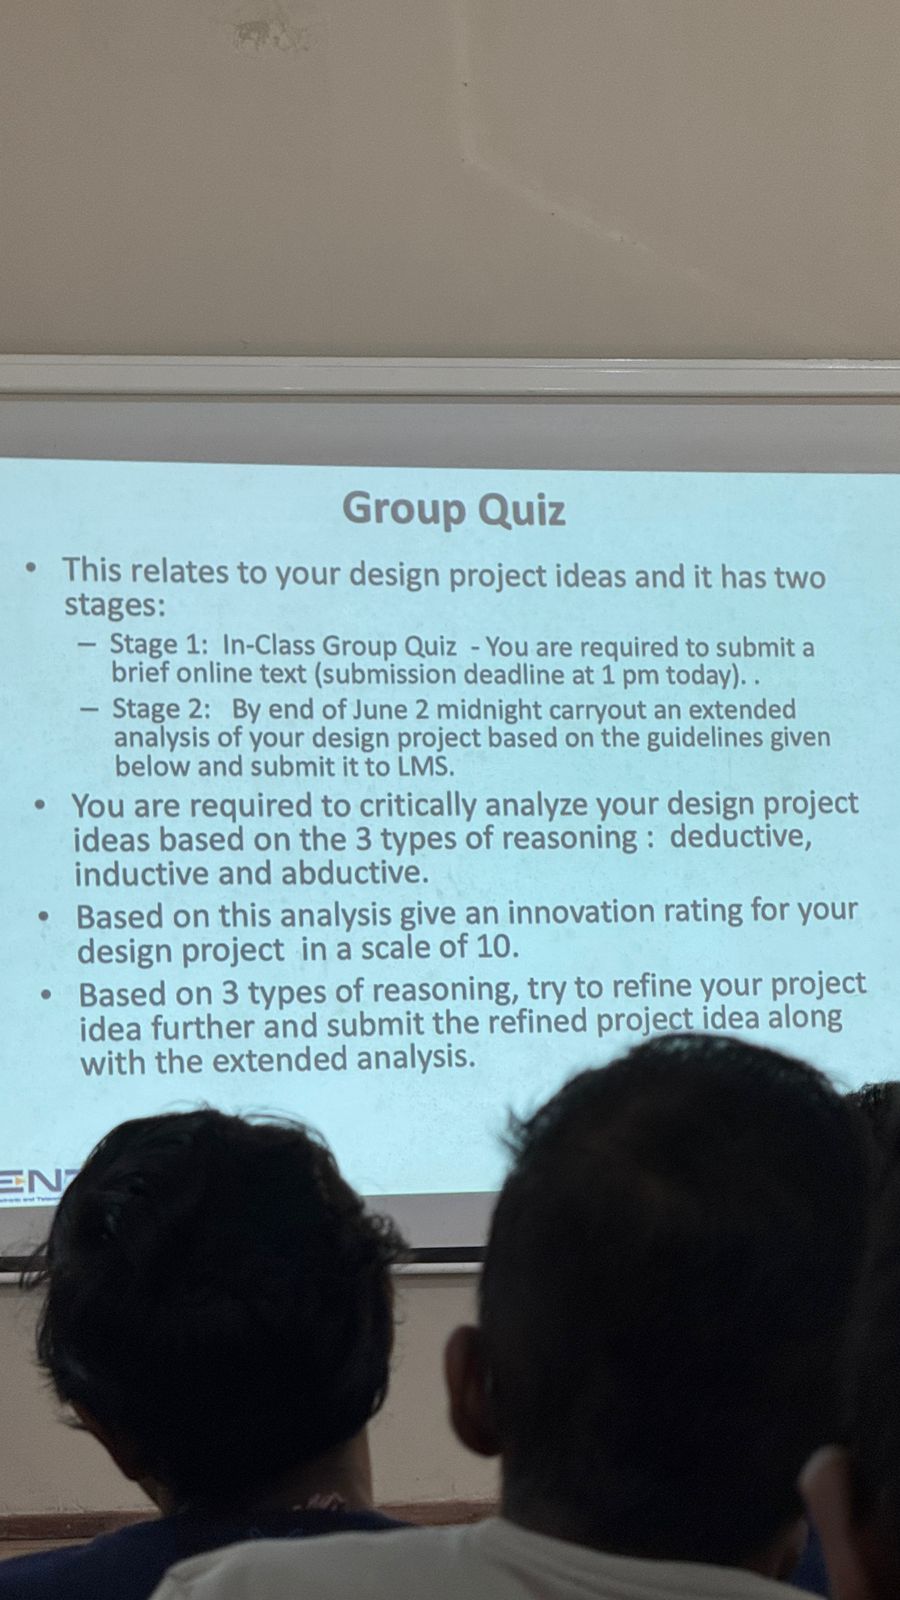 Group Quiz
• This relates to your design project ideas and it has two
stages:
– Stage 1: In-Class Group Quiz - You are required to submit a
brief online text (submission deadline at 1 pm today). .
– Stage 2: By end of June 2 midnight carryout an extended
analysis of your design project based on the guidelines given
below and submit it to LMS.
• You are required to critically analyze your design project
ideas based on the 3 types of reasoning : deductive,
inductive and abductive.
• Based on this analysis give an innovation rating for your
design project in a scale of 10.
• Based on 3 types of reasoning, try to refine your project
idea further and submit the refined project idea along
with the extended analysis.